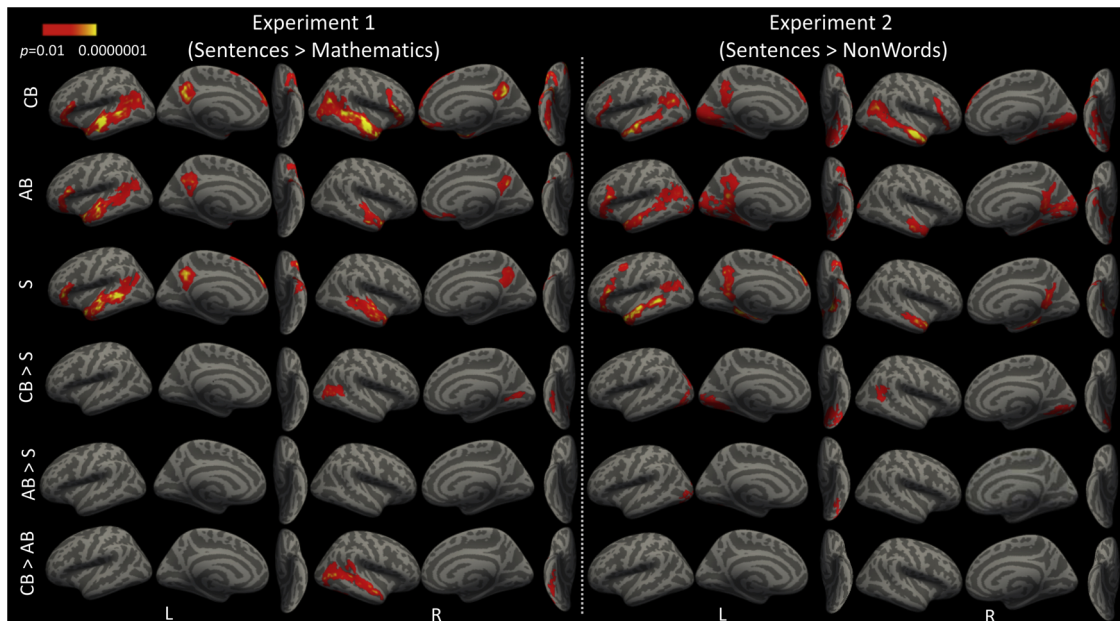 Experiment 1
(Sentences > Mathematics)
Experiment 2
(Sentences > NonWords)
p=0.01 0.0000001
CB
AB
S
CB > S
AB > S
CB > AB
L R L R